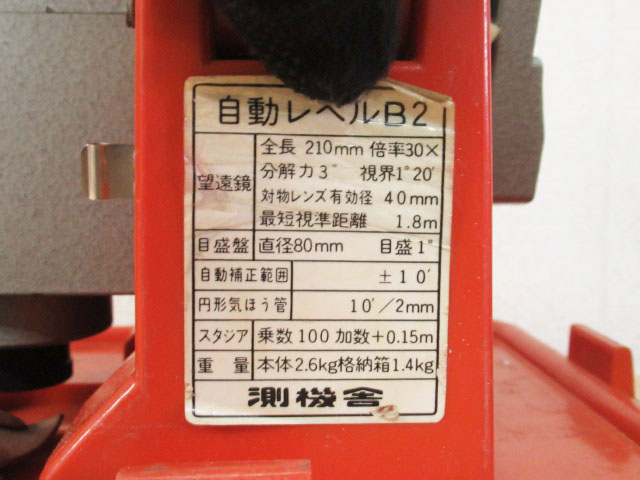 自動レベルB2
望遠鏡
全長 210mm 倍率30×
分解力3″ 視界1°20′
対物レンズ有効径 40mm
最短視準距離 1.8m
目盛盤 直径80mm 目盛1°
自動補正範囲 ±10′
円形気ほう管 10′/2mm
スタジア 乗数100 加数+0.15m
重量 本体2.6kg格納箱1.4kg
測機舎